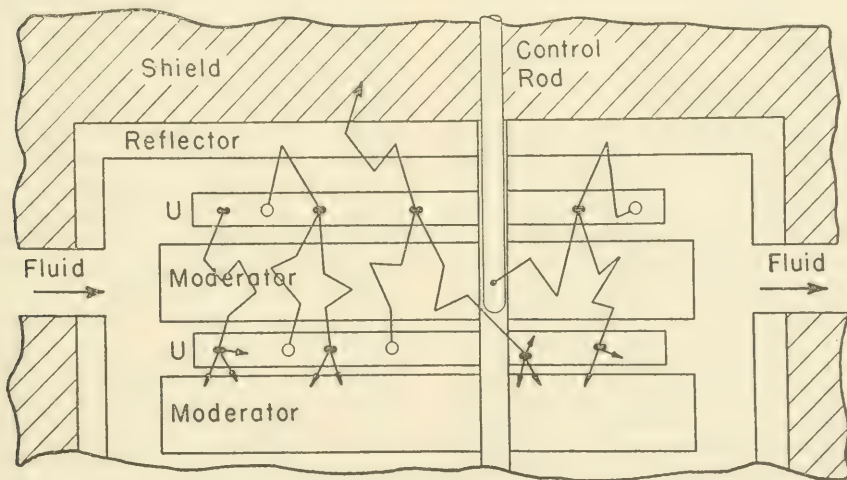 Shield
Control
Rod
Reflector
U
Fluid
Moderator
Fluid
U
Moderator